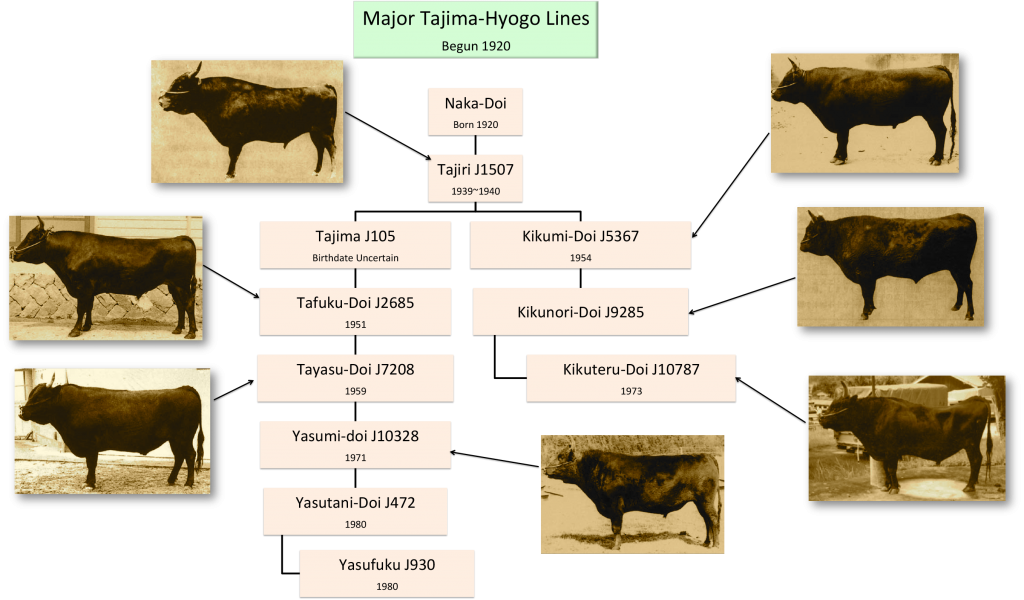 Major Tajima-Hyogo Lines
Begun 1920
Naka-Doi
Born 1920
Tajiri J1507
1939~1940
Tajima J105
Birthdate Uncertain
Kikumi-Doi J5367
1954
Tafuku-Doi J2685
1951
Kikunori-Doi J9285
Tayasu-Doi J7208
1959
Kikuteru-Doi J10787
1973
Yasumi-doi J10328
1971
Yasutani-Doi J472
1980
Yasufuku J930
1980